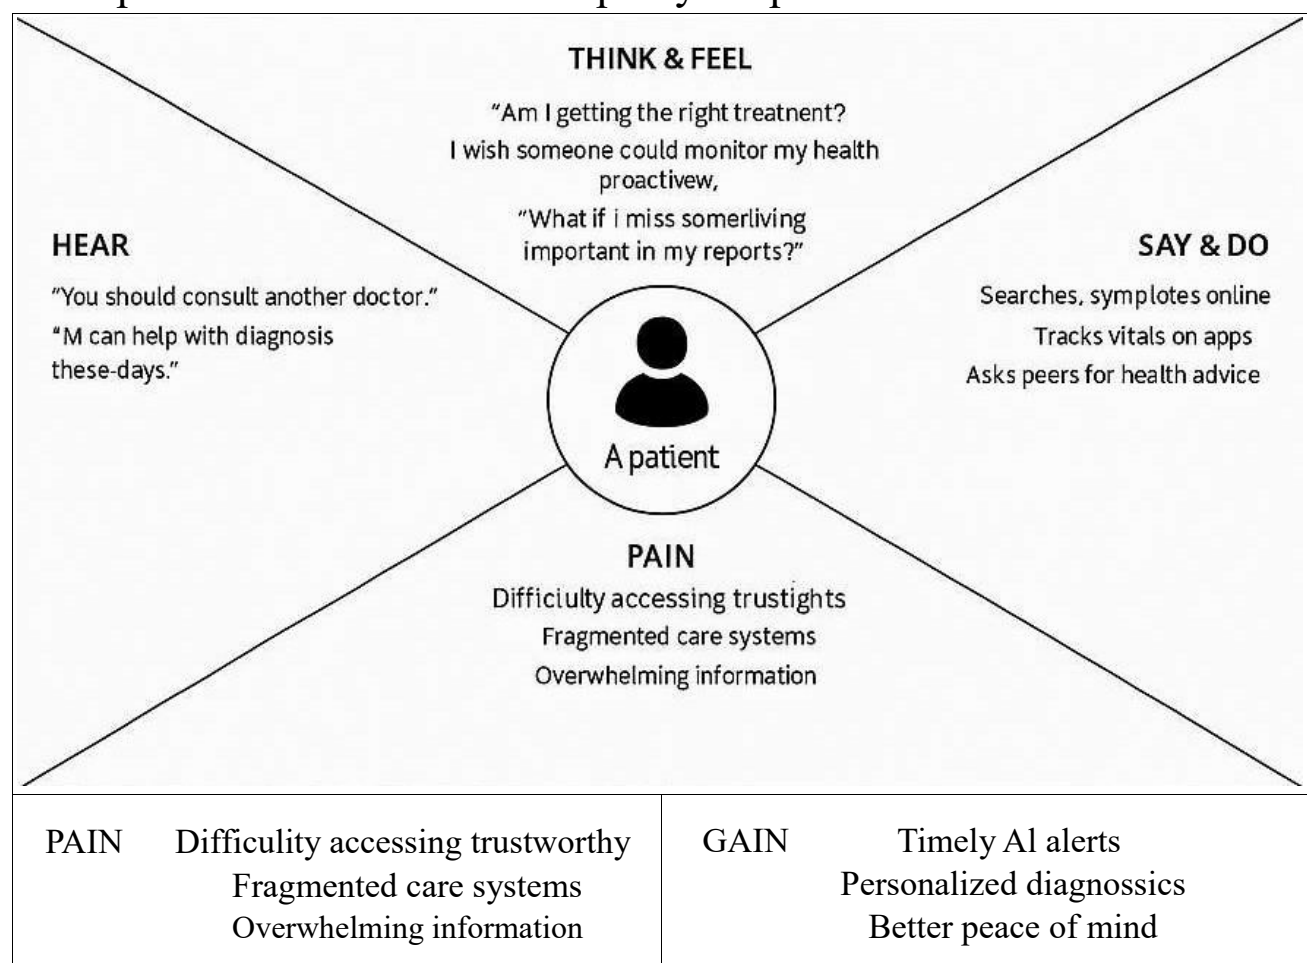 THINK & FEEL
“Am I getting the right treatnent?
I wish someone could monitor my health
proactivew,
“What if i miss somerliving
important in my reports?”
HEAR
“You should consult another doctor.”
“M can help with diagnosis
these-days.”
SAY & DO
Searches, symplotes online
Tracks vitals on apps
Asks peers for health advice
A patient
PAIN
Difficiulty accessing trustights
Fragmented care systems
Overwhelming information
PAIN Difficulity accessing trustworthy
Fragmented care systems
Overwhelming information
GAIN Timely Al alerts
Personalized diagnossics
Better peace of mind